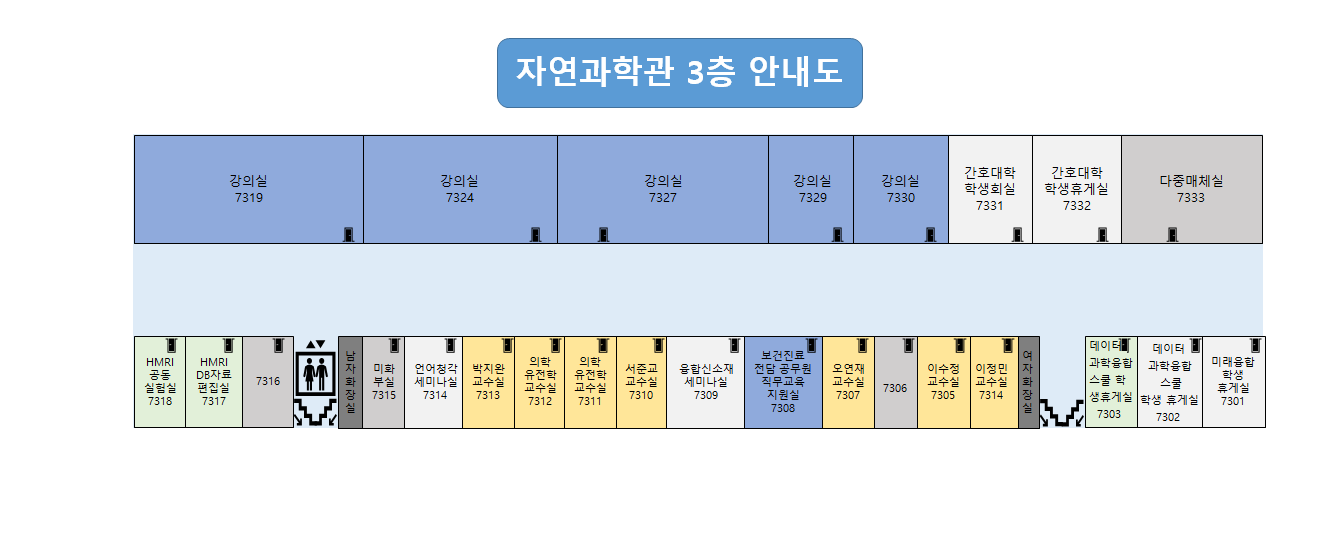 자연과학관 3층 안내도
강의실
7319
강의실
7324
강의실
7327
강의실
7329
강의실
7330
간호대학
학생회실
7331
간호대학
학생휴게실
7332
다중매체실
7333
HMRI
공동
실험실
7318
HMRI
DB자료
편집실
7317
7316
남자화장실
미화
부실
7315
언어청각
세미나실
7314
박지완
교수실
7313
의학
유전학
교수실
7312
의학
유전학
교수실
7311
서준교
교수실
7310
융합신소재
세미나실
7309
보건진료
전담 공무원
직무교육
지원실
7308
오연재
교수실
7307
7306
이수정
교수실
7305
이정민
교수실
7314
여자화장실
데이터
과학융합
스쿨 학
생휴게실
7303
데이터
과학융합
스쿨
학생 휴게실
7302
미래융합
학생
휴게실
7301